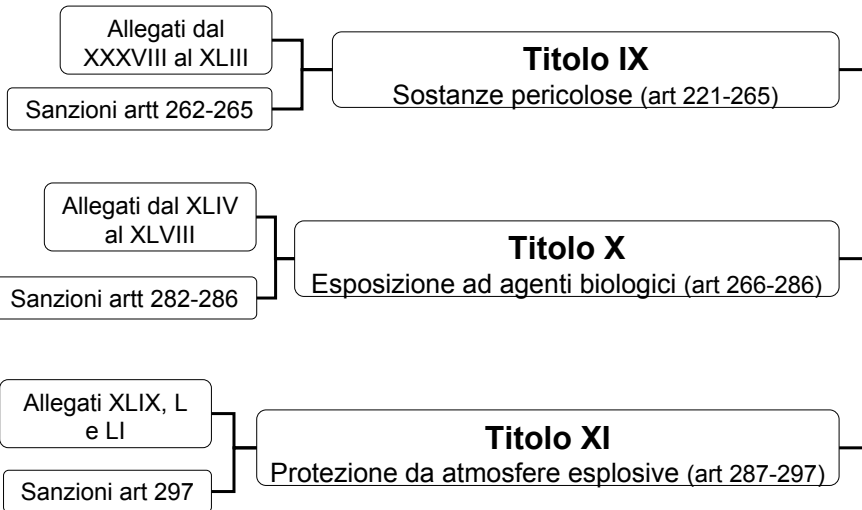 Allegati dal
XXXVIII al XLIII
Sanzioni artt 262-265
Titolo IX
Sostanze pericolose (art 221-265)
Allegati dal XLIV
al XLVIII
Sanzioni artt 282-286
Titolo X
Esposizione ad agenti biologici (art 266-286)
Allegati XLIX, L
e LI
Sanzioni art 297
Titolo XI
Protezione da atmosfere esplosive (art 287-297)